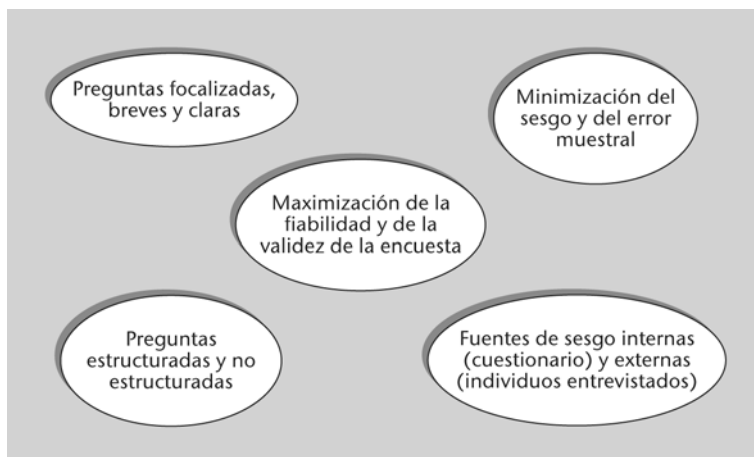 Preguntas focalizadas,
breves y claras
Minimización del
sesgo y del error
muestral
Maximización de la
fiabilidad y de la
validez de la encuesta
Preguntas
estructuradas y no
estructuradas
Fuentes de sesgo internas
(cuestionario) y externas
(individuos entrevistados)